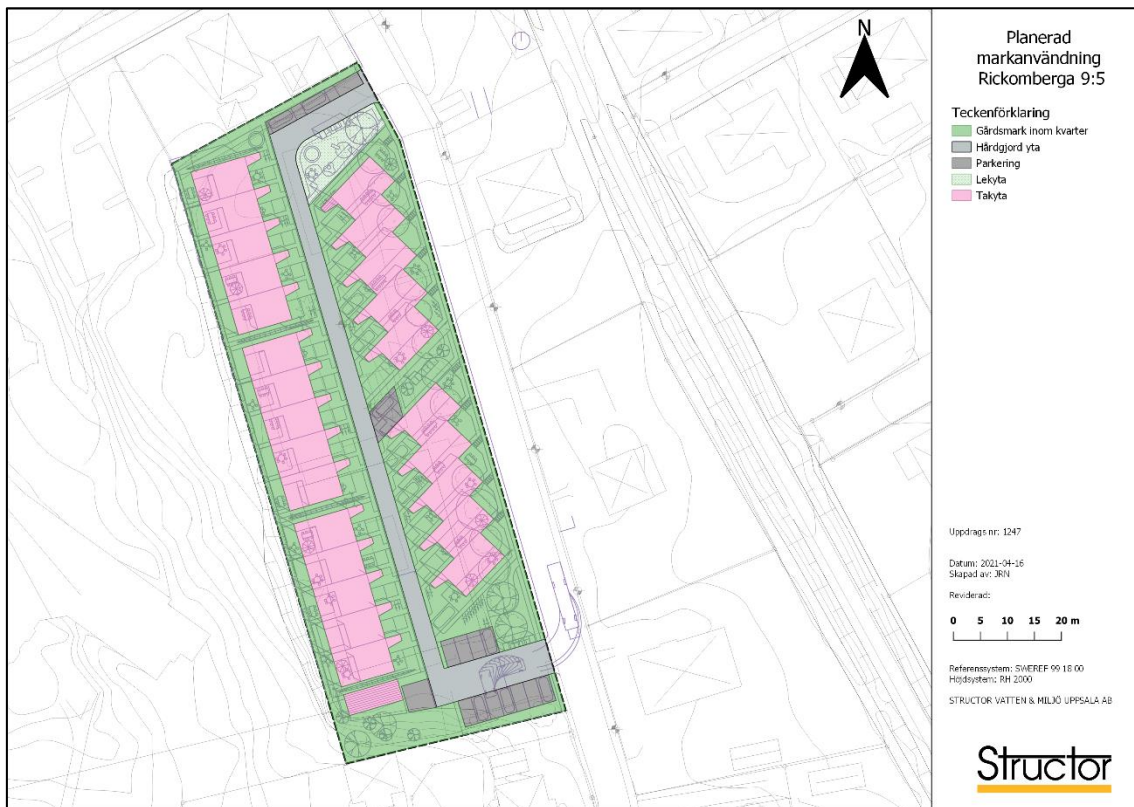 N
Planerad
markanvändning
Rickomberga 9:5
Teckenförklaring
Gårdsmark inom kvarter
Hårdgjord yta
Parkering
Lekyta
Takyta
Uppdrags nr: 1247
Datum: 2021-04-16
Skapad av: JRN
Reviderad:
0 5 10 15 20 m
Referenssystem: SWEREF 99 18 00
Höjdsystem: RH 2000
STRUCTOR VATTEN & MILJÖ UPPSALA AB
Structor